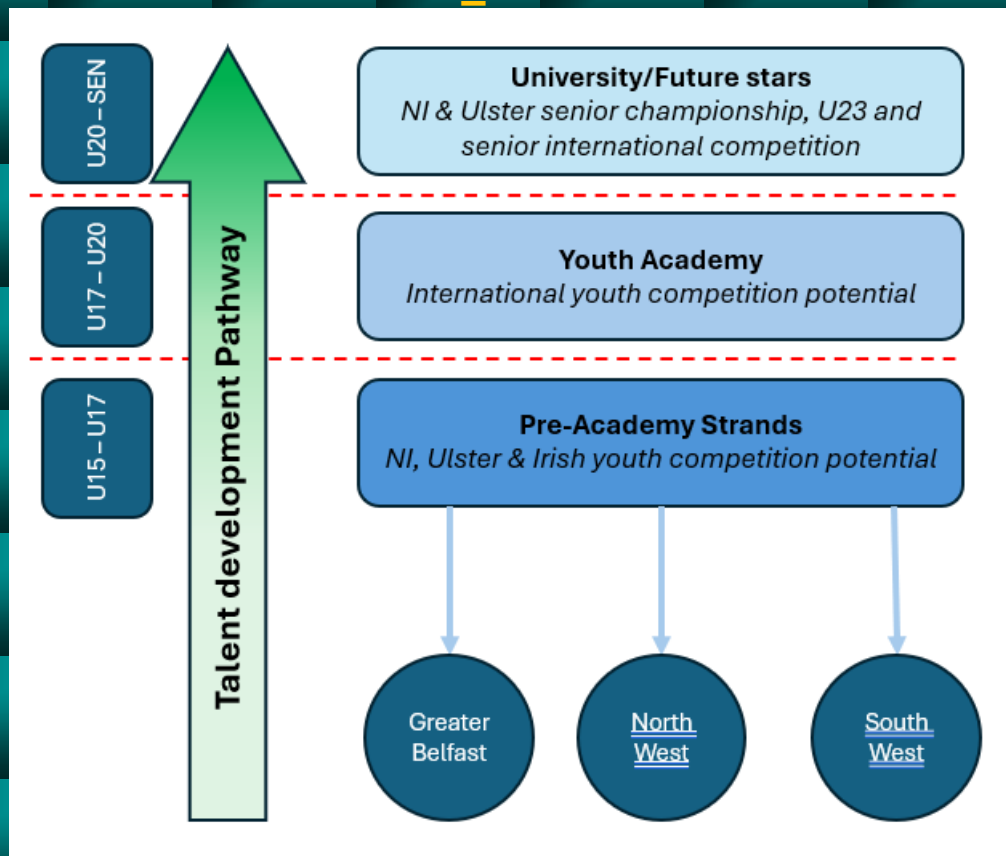 U20 – SEN
University/Future stars
NI & Ulster senior championship, U23 and
senior international competition
U17 – U20
Youth Academy
International youth competition potential
U15 – U17
Pre-Academy Strands
NI, Ulster & Irish youth competition potential
Talent development Pathway
Greater
Belfast
North
West
South
West